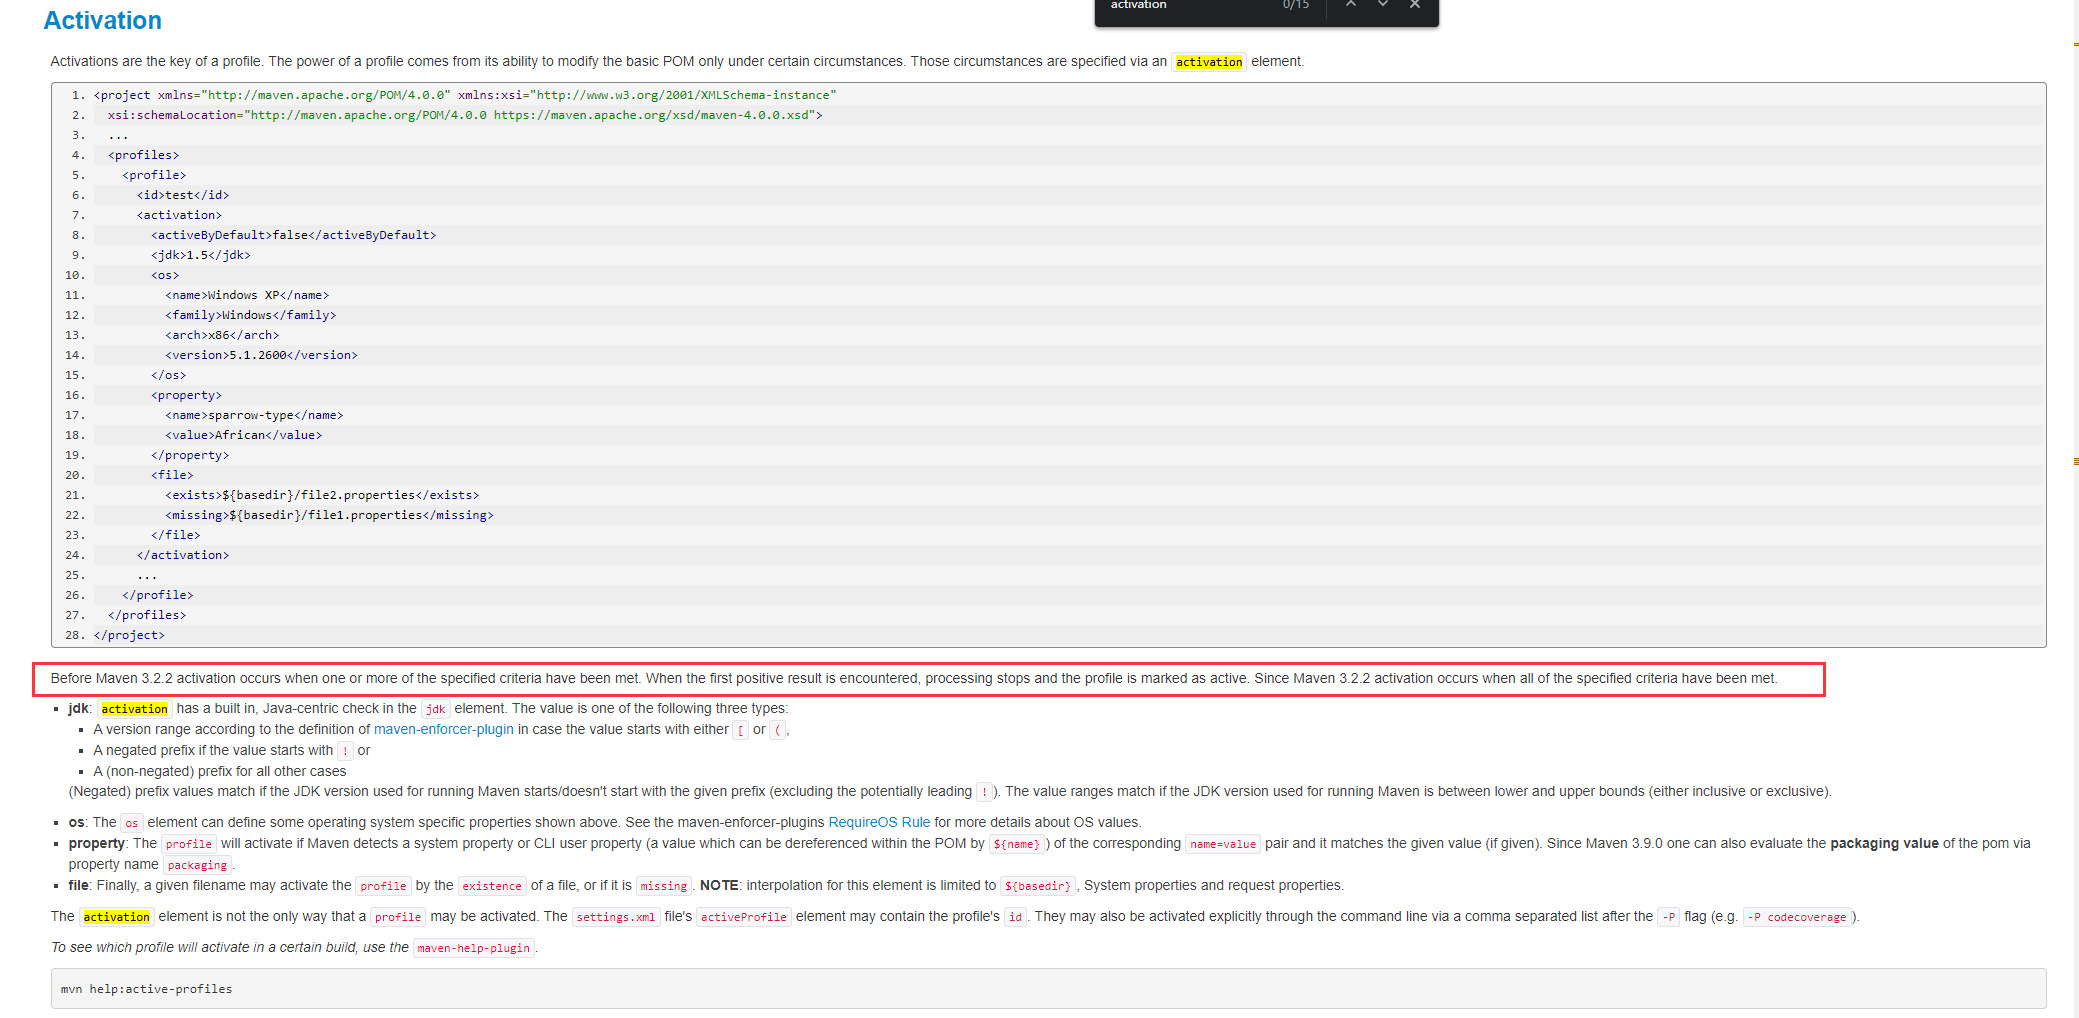 activation 0/15
Activation
Activations are the key of a profile. The power of a profile comes from its ability to modify the basic POM only under certain circumstances. Those circumstances are specified via an activation element.
1. <project xmlns="http://maven.apache.org/POM/4.0.0" xmlns:xsi="http://www.w3.org/2001/XMLSchema-instance"
2. xsi:schemaLocation="http://maven.apache.org/POM/4.0.0 https://maven.apache.org/xsd/maven-4.0.0.xsd">
3. ...
4. <profiles>
5. <profile>
6. <id>test</id>
7. <activation>
8. <activeByDefault>false</activeByDefault>
9. <jdk>1.5</jdk>
10. <os>
11. <name>Windows XP</name>
12. <family>Windows</family>
13. <arch>x86</arch>
14. <version>5.1.2600</version>
15. </os>
16. <property>
17. <name>sparrow-type</name>
18. <value>African</value>
19. </property>
20. <file>
21. <exists>${basedir}/file2.properties</exists>
22. <missing>${basedir}/file1.properties</missing>
23. </file>
24. </activation>
25. ...
26. </profile>
27. </profiles>
28. </project>
Before Maven 3.2.2 activation occurs when one or more of the specified criteria have been met. When the first positive result is encountered, processing stops and the profile is marked as active. Since Maven 3.2.2 activation occurs when all of the specified criteria have been met.
▪ jdk: activation has a built in, Java-centric check in the jdk element. The value is one of the following three types:
▪ A version range according to the definition of maven-enforcer-plugin in case the value starts with either [ or (,
▪ A negated prefix if the value starts with ! or
▪ A (non-negated) prefix for all other cases
(Negated) prefix values match if the JDK version used for running Maven starts/doesn't start with the given prefix (excluding the potentially leading !). The value ranges match if the JDK version used for running Maven is between lower and upper bounds (either inclusive or exclusive).
▪ os: The os element can define some operating system specific properties shown above. See the maven-enforcer-plugins RequireOS Rule for more details about OS values.
▪ property: The profile will activate if Maven detects a system property or CLI user property (a value which can be dereferenced within the POM by ${name}) of the corresponding name=value pair and it matches the given value (if given). Since Maven 3.9.0 one can also evaluate the packaging value of the pom via
property name packaging.
▪ file: Finally, a given filename may activate the profile by the existence of a file, or if it is missing. NOTE: interpolation for this element is limited to ${basedir}, System properties and request properties.
The activation element is not the only way that a profile may be activated. The settings.xml file's activeProfile element may contain the profile's id. They may also be activated explicitly through the command line via a comma separated list after the -P flag (e.g. -P codecoverage).
To see which profile will activate in a certain build, use the maven-help-plugin.
mvn help:active-profiles